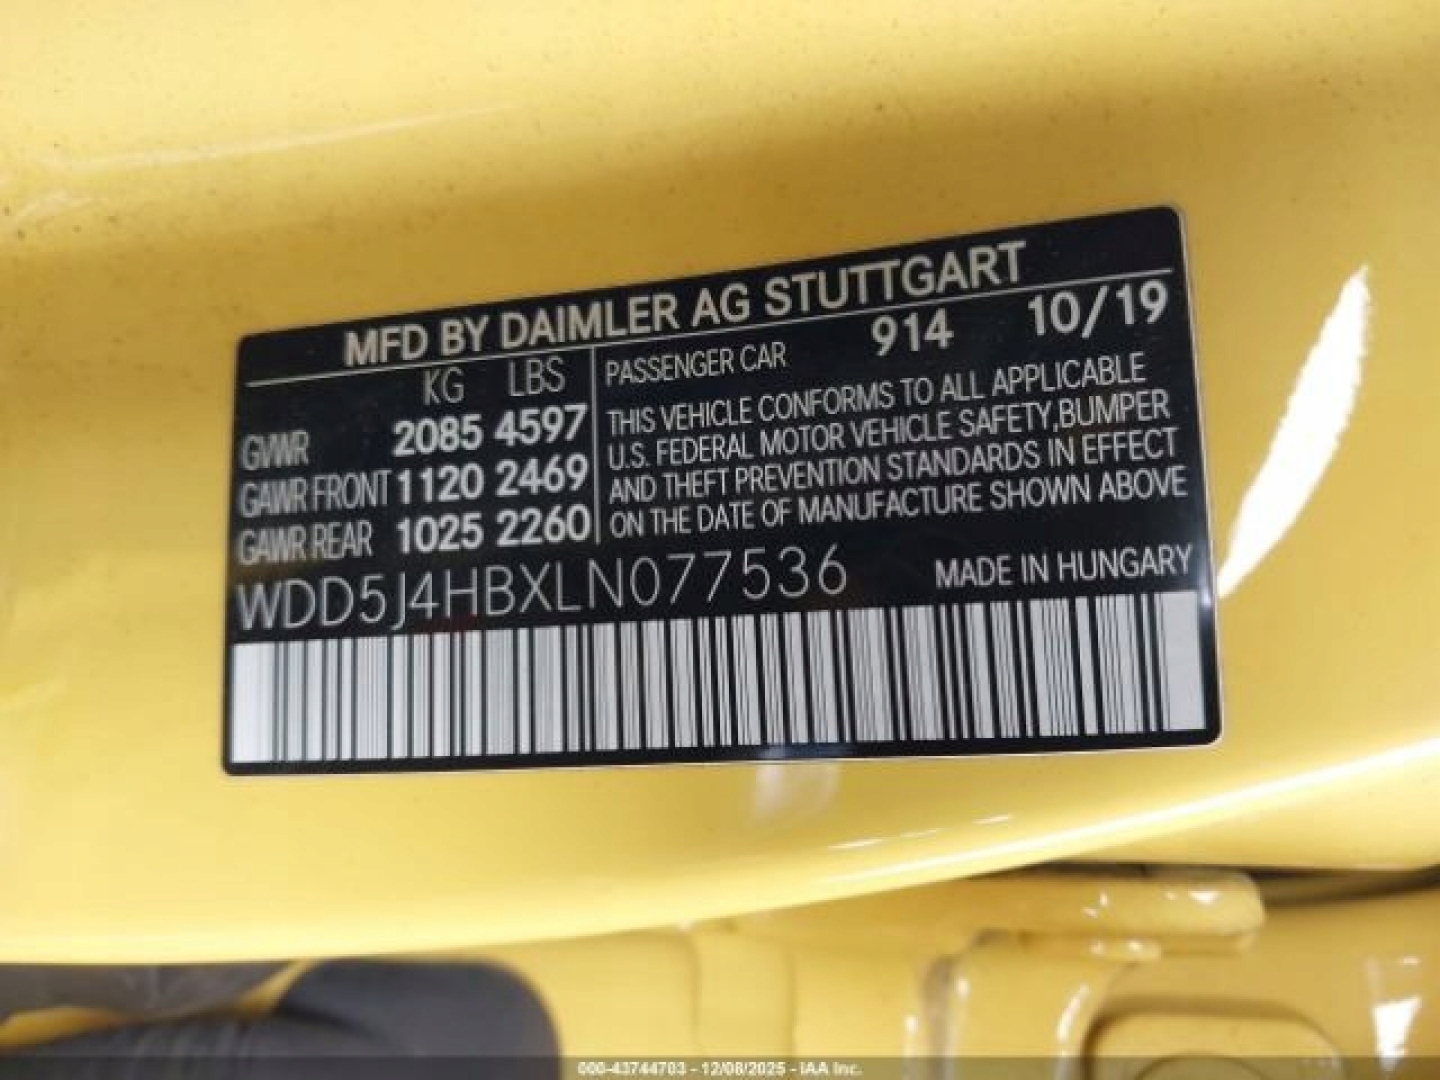 MFD BY DAIMLER AG STUTTGART
KG LBS
GVWR 2085 4597
GAWR FRONT 1120 2469
GAWR REAR 1025 2260
PASSENGER CAR 914 10/19
THIS VEHICLE CONFORMS TO ALL APPLICABLE
U.S. FEDERAL MOTOR VEHICLE SAFETY,BUMPER
AND THEFT PREVENTION STANDARDS IN EFFECT
ON THE DATE OF MANUFACTURE SHOWN ABOVE
WDD5J4HBXLN077536 MADE IN HUNGARY
000-43744703 - 12/08/2025 - IAA Inc.